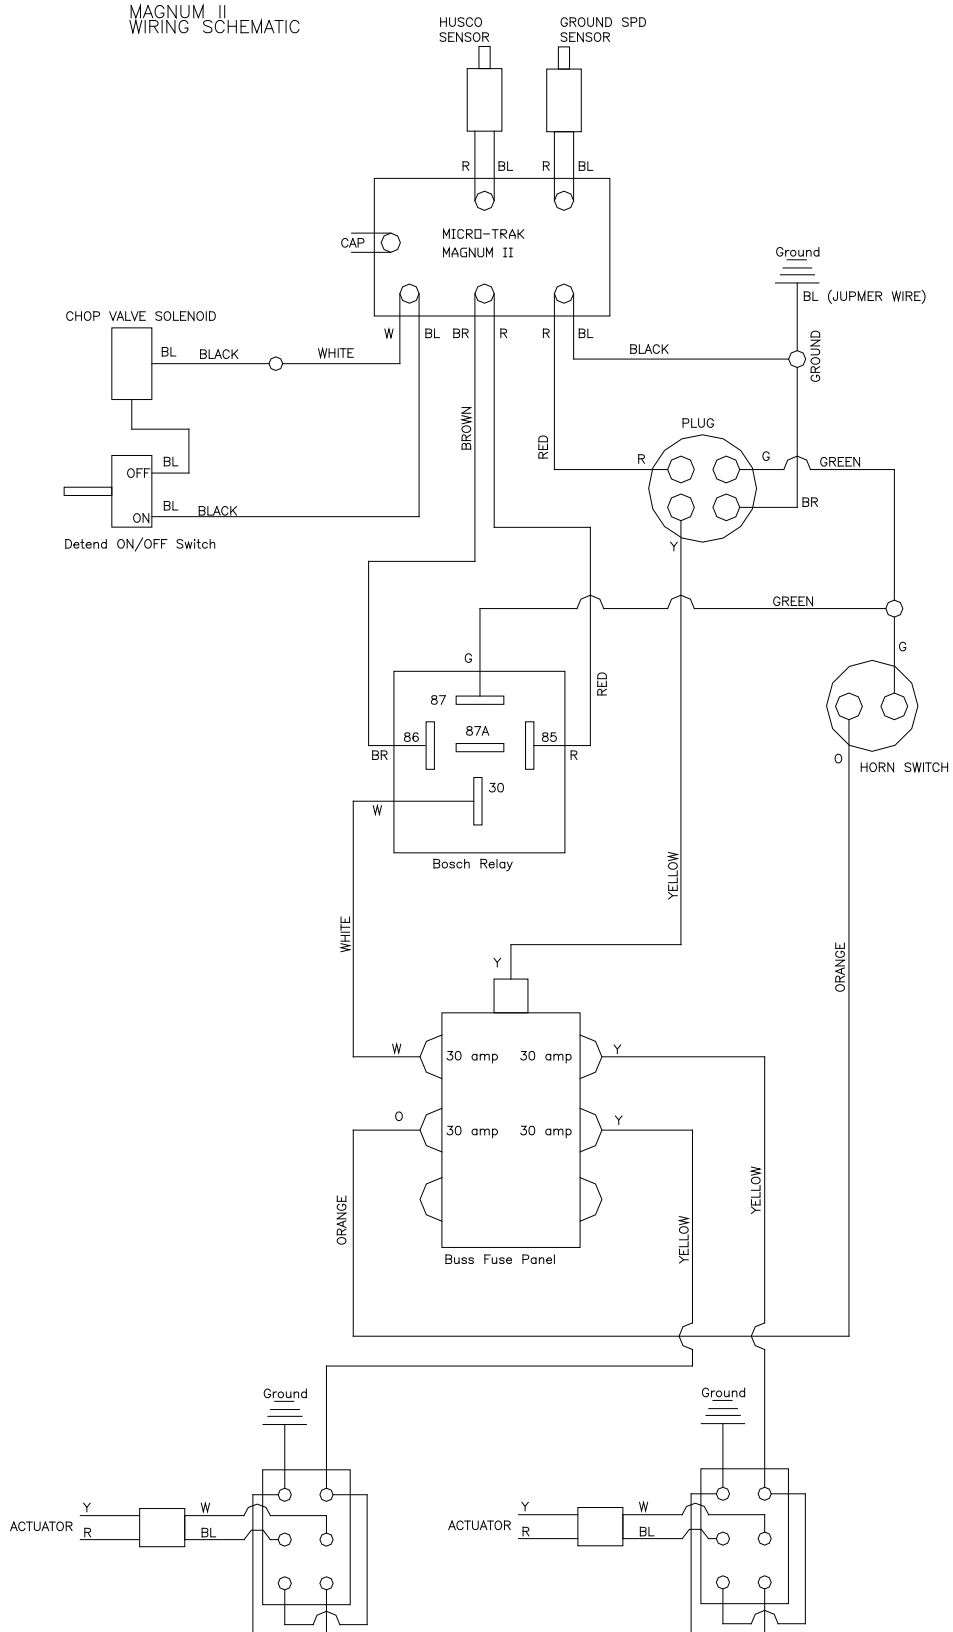 MAGNUM II
WIRING SCHEMATIC
HUSCO
SENSOR
GROUND SPD
SENSOR
R
BL
R
BL
CAP
MICRO-TRAK
MAGNUM II
Ground
BL (JUPMER WIRE)
CHOP VALVE SOLENOID
W
BL
BR
R
R
BL
BL
BLACK
WHITE
BLACK
GROUND
BROWN
RED
PLUG
R
G
GREEN
BL
OFF
BL
ON
BLACK
BR
Detend ON/OFF Switch
Y
GREEN
G
G
RED
87
87A
86
85
BR
R
30
W
O
HORN SWITCH
Bosch Relay
YELLOW
WHITE
ORANGE
Y
W
30 amp
30 amp
Y
O
30 amp
30 amp
Y
ORANGE
YELLOW
YELLOW
Buss Fuse Panel
Ground
Ground
Y
W
ACTUATOR
R
BL
Y
W
ACTUATOR
R
BL